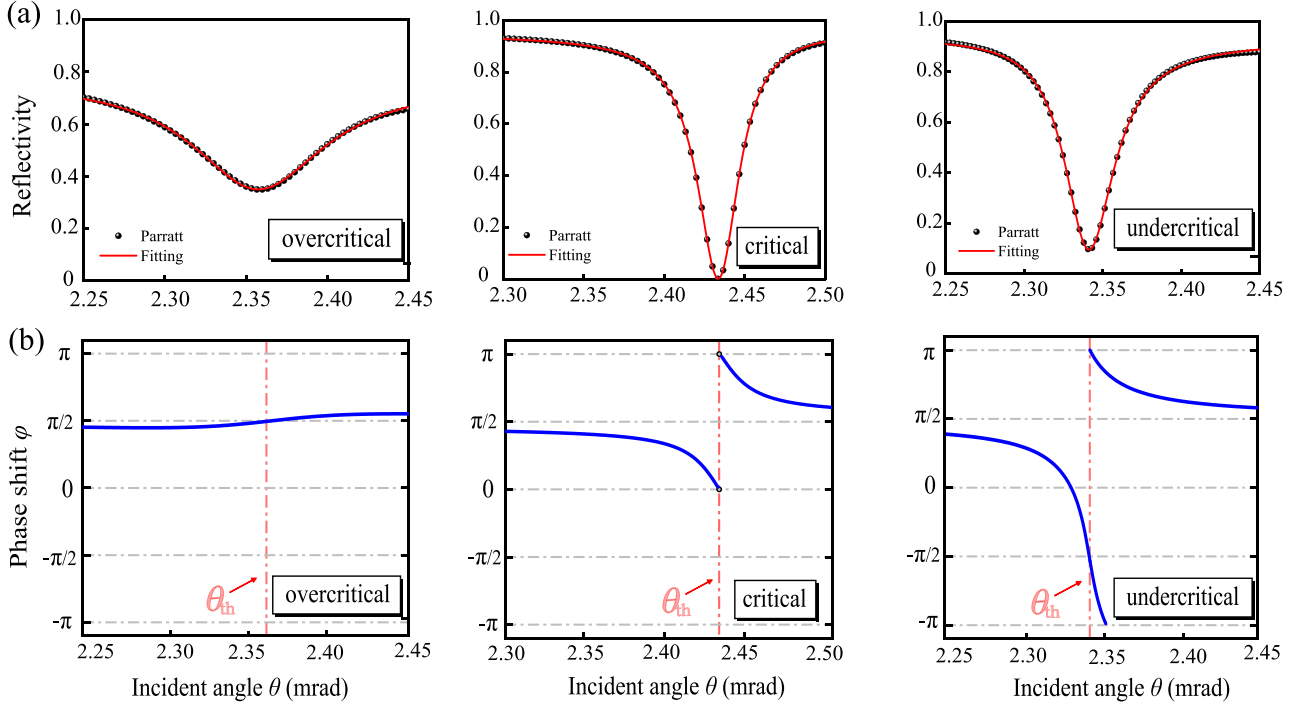 (a)
Reflectivity
1.0
0.8
0.6
0.4
0.2
0
Parratt
Fitting
overcritical
2.25 2.30 2.35 2.40 2.45
1.0
0.8
0.6
0.4
0.2
0
Parratt
Fitting
critical
2.30 2.35 2.40 2.45 2.50
1.0
0.8
0.6
0.4
0.2
0
Parratt
Fitting
undercritical
2.25 2.30 2.35 2.40 2.45
(b)
Phase shift φ
π
π/2
0
-π/2
-π
θth
overcritical
2.25 2.30 2.35 2.40 2.45
Incident angle θ (mrad)
π
π/2
0
-π/2
-π
θth
critical
2.30 2.35 2.40 2.45 2.50
Incident angle θ (mrad)
π
π/2
0
-π/2
-π
θth
undercritical
2.25 2.30 2.35 2.40 2.45
Incident angle θ (mrad)